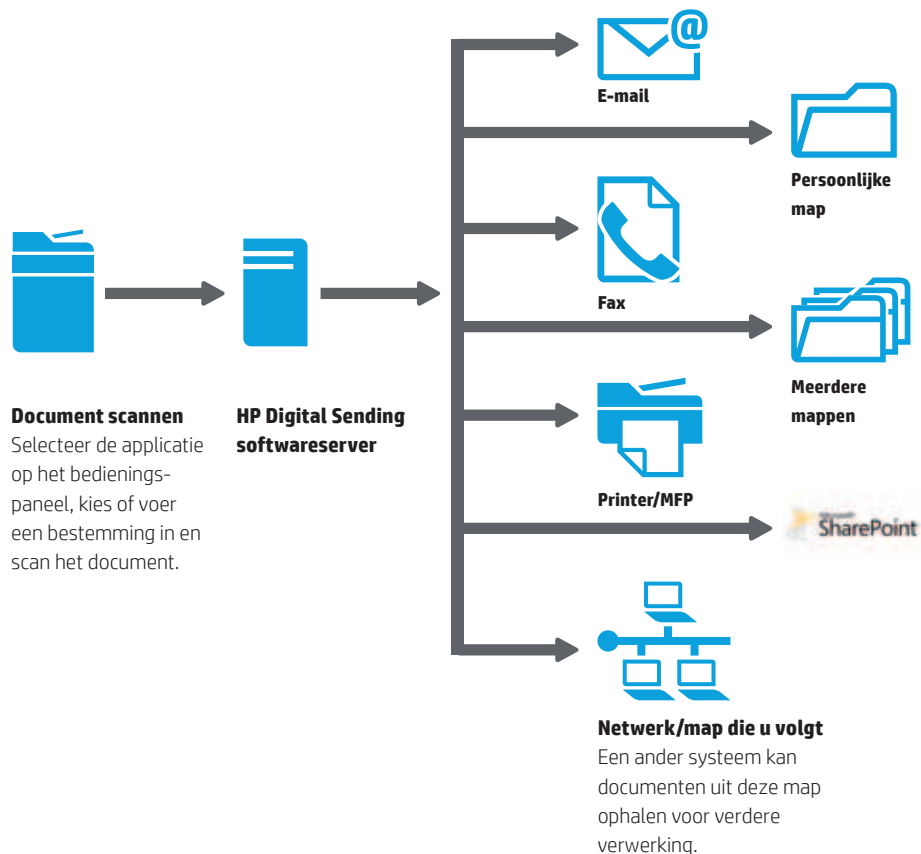 @
E-mail
Persoonlijke
map
Fax
Meerdere
mappen
Document scannen
Selecteer de applicatie
op het bedienings-
paneel, kies of voer
een bestemming in en
scan het document.
HP Digital Sending
softwareserver
Printer/MFP
SharePoint
Netwerk/map die u volgt
Een ander systeem kan
documenten uit deze map
ophalen voor verdere
verwerking.